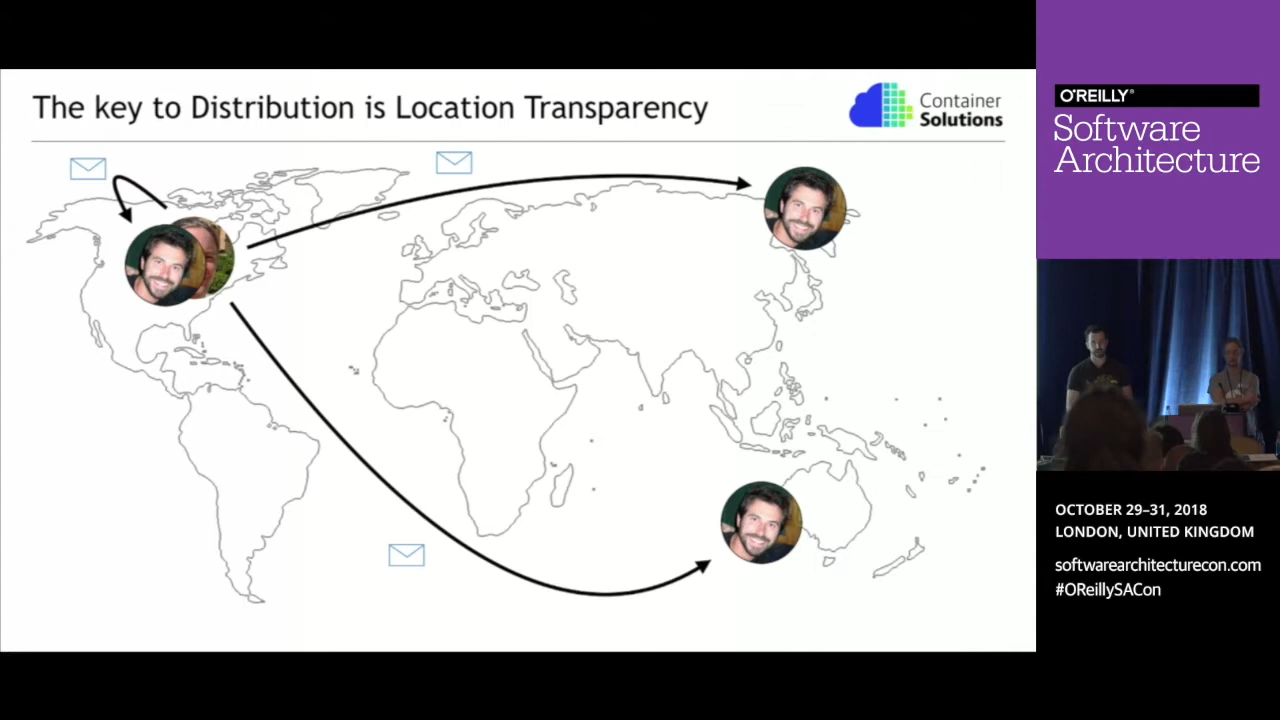 The key to Distribution is Location Transparency
Container
Solutions
O'REILLY®
Software
Architecture
OCTOBER 29–31, 2018
LONDON, UNITED KINGDOM
softwarearchitecturecon.com
#OReillySACon